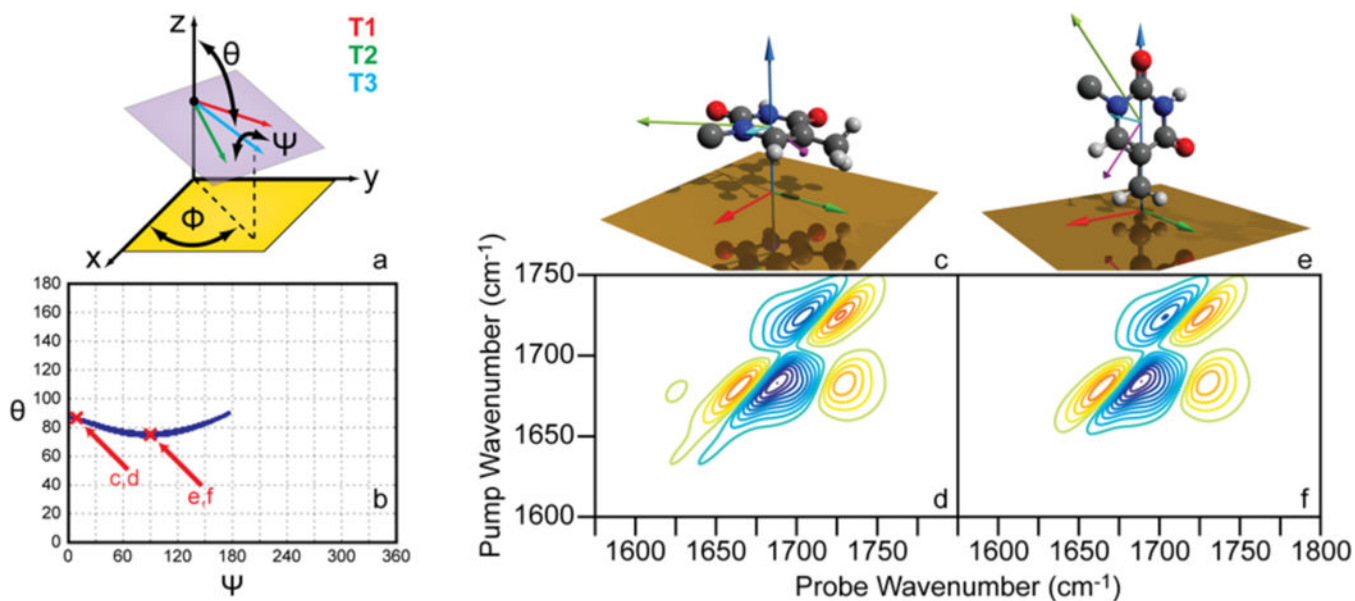 z
θ
T1
T2
T3
Ψ
y
Φ
x
a
180
160
140
120
100
80
60
40
20
0
θ
c,d
e,f
b
0 60 120 180 240 300 360
Ψ
c
e
Pump Wavenumber (cm-1)
1750
1700
1650
1600
d
f
1600 1650 1700 1750
1600 1650 1700 1750 1800
Probe Wavenumber (cm-1)